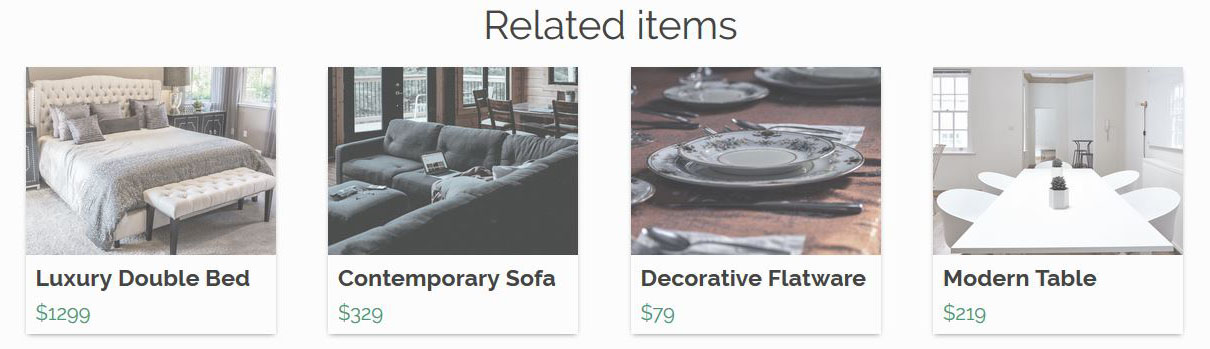 Related items
Luxury Double Bed
$1299
Contemporary Sofa
$329
Decorative Flatware
$79
Modern Table
$219